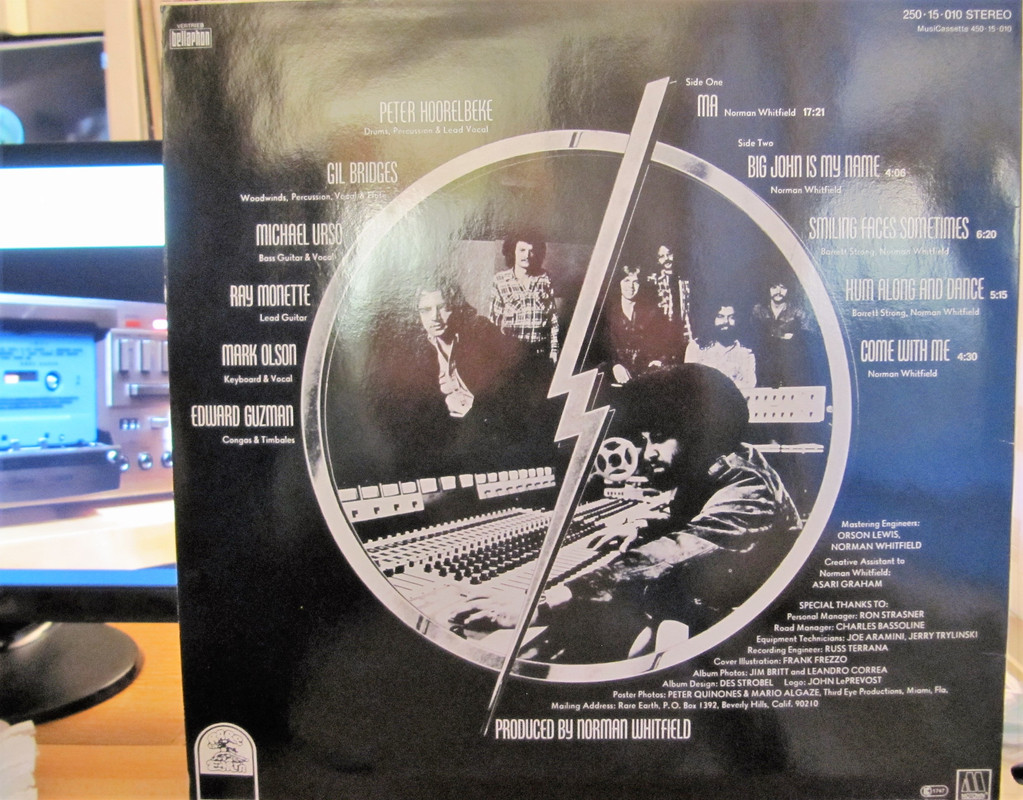 VERTRIEB
bellaphon
250·15·010 STEREO
MusiCassette 450·15·010
PETER HOORELBEKE
Drums, Percussion & Lead Vocal
GIL BRIDGES
Woodwinds, Percussion, Vocal & Flute
MICHAEL URSO
Bass Guitar & Vocal
RAY MONETTE
Lead Guitar
MARK OLSON
Keyboard & Vocal
EDWARD GUZMAN
Congas & Timbales
Side One
MA Norman Whitfield 17:21
Side Two
BIG JOHN IS MY NAME 4:06
Norman Whitfield
SMILING FACES SOMETIMES 6:20
Barrett Strong, Norman Whitfield
HUM ALONG AND DANCE 5:15
Barrett Strong, Norman Whitfield
COME WITH ME 4:30
Norman Whitfield
Mastering Engineers:
ORSON LEWIS,
NORMAN WHITFIELD
Creative Assistant to
Norman Whitfield:
ASARI GRAHAM
SPECIAL THANKS TO:
Personal Manager: RON STRASNER
Road Manager: CHARLES BASSOLINE
Equipment Technicians: JOE ARAMINI, JERRY TRYLINSKI
Recording Engineer: RUSS TERRANA
Cover Illustration: FRANK FREZZO
Album Photos: JIM BRITT and LEANDRO CORREA
Album Design: DES STROBEL Logo: JOHN LePREVOST
Poster Photos: PETER QUINONES & MARIO ALGAZE, Third Eye Productions, Miami, Fla.
Mailing Address: Rare Earth, P.O. Box 1392, Beverly Hills, Calif. 90210
PRODUCED BY NORMAN WHITFIELD
RARE
EARTH
M